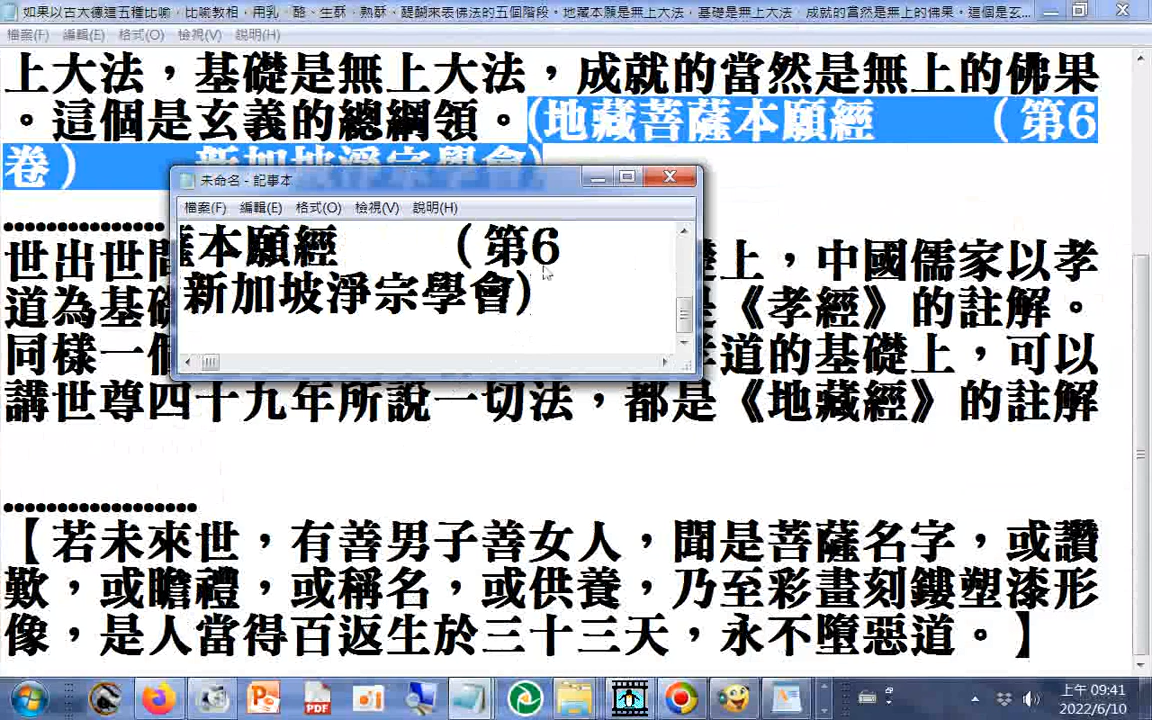 如果以古大德這五種比喻，比喻教相，用乳、酪、生酥、熟酥、醍醐來表佛法的五個階段。地藏本願是無上大法，基礎是無上大法，成就的當然是無上的佛果。這個是玄...
檔案(F) 編輯(E) 格式(O) 檢視(V) 說明(H)
上大法，基礎是無上大法，成就的當然是無上的佛果
。這個是玄義的總綱領。(地藏菩薩本願經 （第6
卷） 新加坡淨宗學會)
未命名 - 記事本
檔案(F) 編輯(E) 格式(O) 檢視(V) 說明(H)
本願經 （第6
新加坡淨宗學會)
世出世間 上，中國儒家以孝
道為基礎 是《孝經》的註解。
同樣一個 道的基礎上，可以
講世尊四十九年所說一切法，都是《地藏經》的註解
..................
【若未來世，有善男子善女人，聞是菩薩名字，或讚
歎，或瞻禮，或稱名，或供養，乃至彩畫刻鏤塑漆形
像，是人當得百返生於三十三天，永不墮惡道。】
上午 09:41
2022/6/10